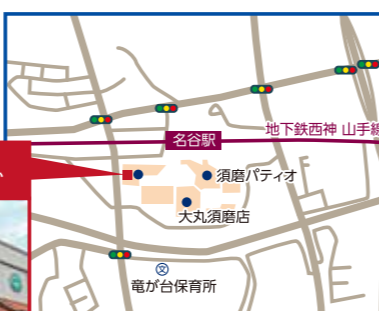 地下鉄西神 山手線
名谷駅
須磨パティオ
大丸須磨店
竜が台保育所